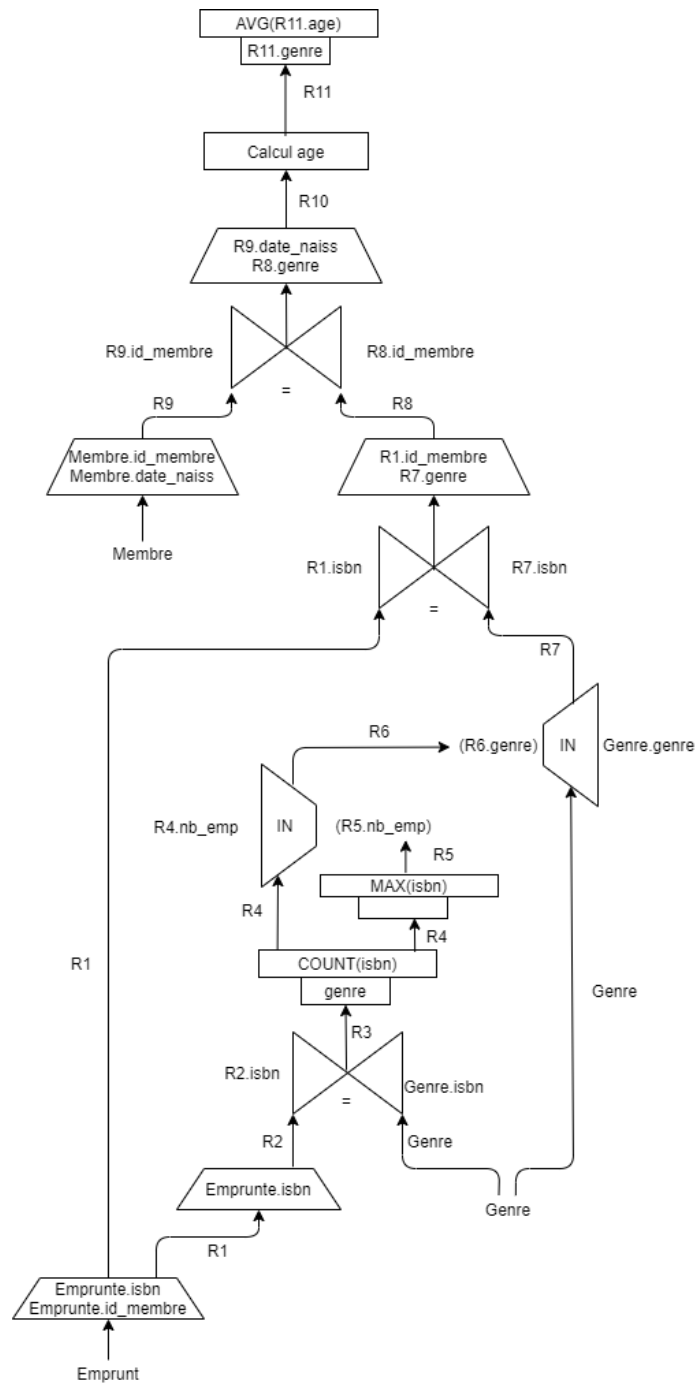 AVG(R11.age)
R11.genre
R11
Calcul age
R10
R9.date_naiss
R8.genre
R9.id_membre
R8.id_membre
=
R9
R8
Membre.id_membre
Membre.date_naiss
R1.id_membre
R7.genre
Membre
R1.isbn
R7.isbn
=
R7
R6
(R6.genre)
IN
Genre.genre
R4.nb_emp
IN
(R5.nb_emp)
R5
MAX(isbn)
R4
R4
COUNT(isbn)
genre
R1
Genre
R3
R2.isbn
Genre.isbn
=
R2
Genre
Emprunte.isbn
Genre
R1
Emprunte.isbn
Emprunte.id_membre
Emprunt